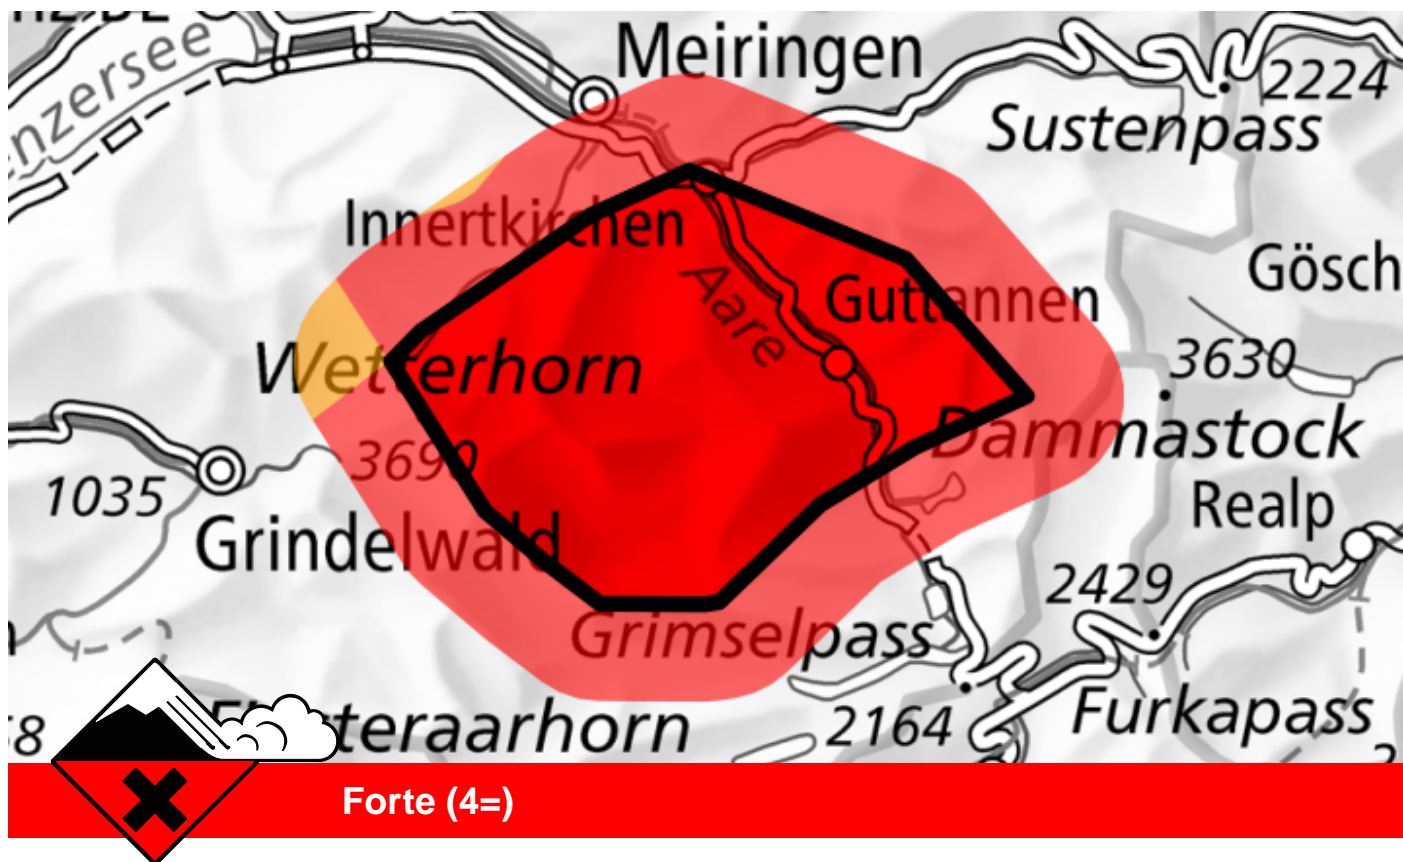 Meiringen
2224
Sustenpass
nzersee
Innertkirchen
Gösch
Aare
Guttannen
Wetterhorn
3630
Dammastock
3690
1035
Realp
Grindelwald
2429
Grimselpass
teraarhorn
2164
Furkapass
Forte (4=)